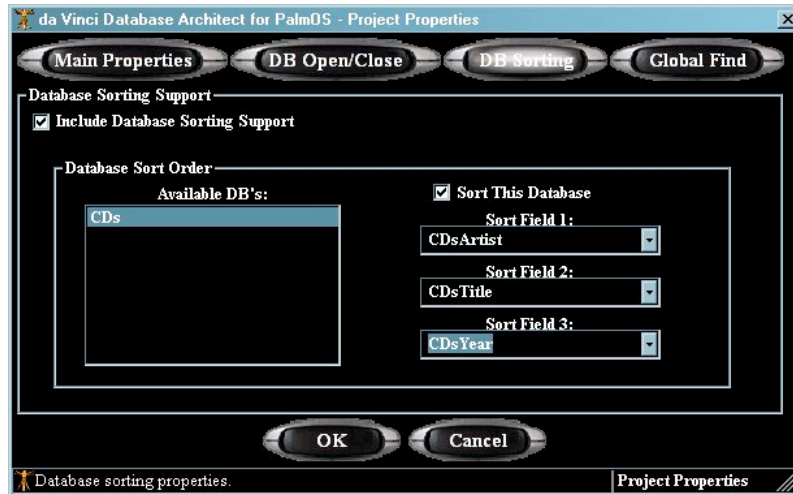 da Vinci Database Architect for PalmOS - Project Properties
Main Properties DB Open/Close DB Sorting Global Find
Database Sorting Support
Include Database Sorting Support
Database Sort Order
Available DB's:
CDs
Sort This Database
Sort Field 1:
CDsArtist
Sort Field 2:
CDsTitle
Sort Field 3:
CDsYear
OK Cancel
Database sorting properties. Project Properties